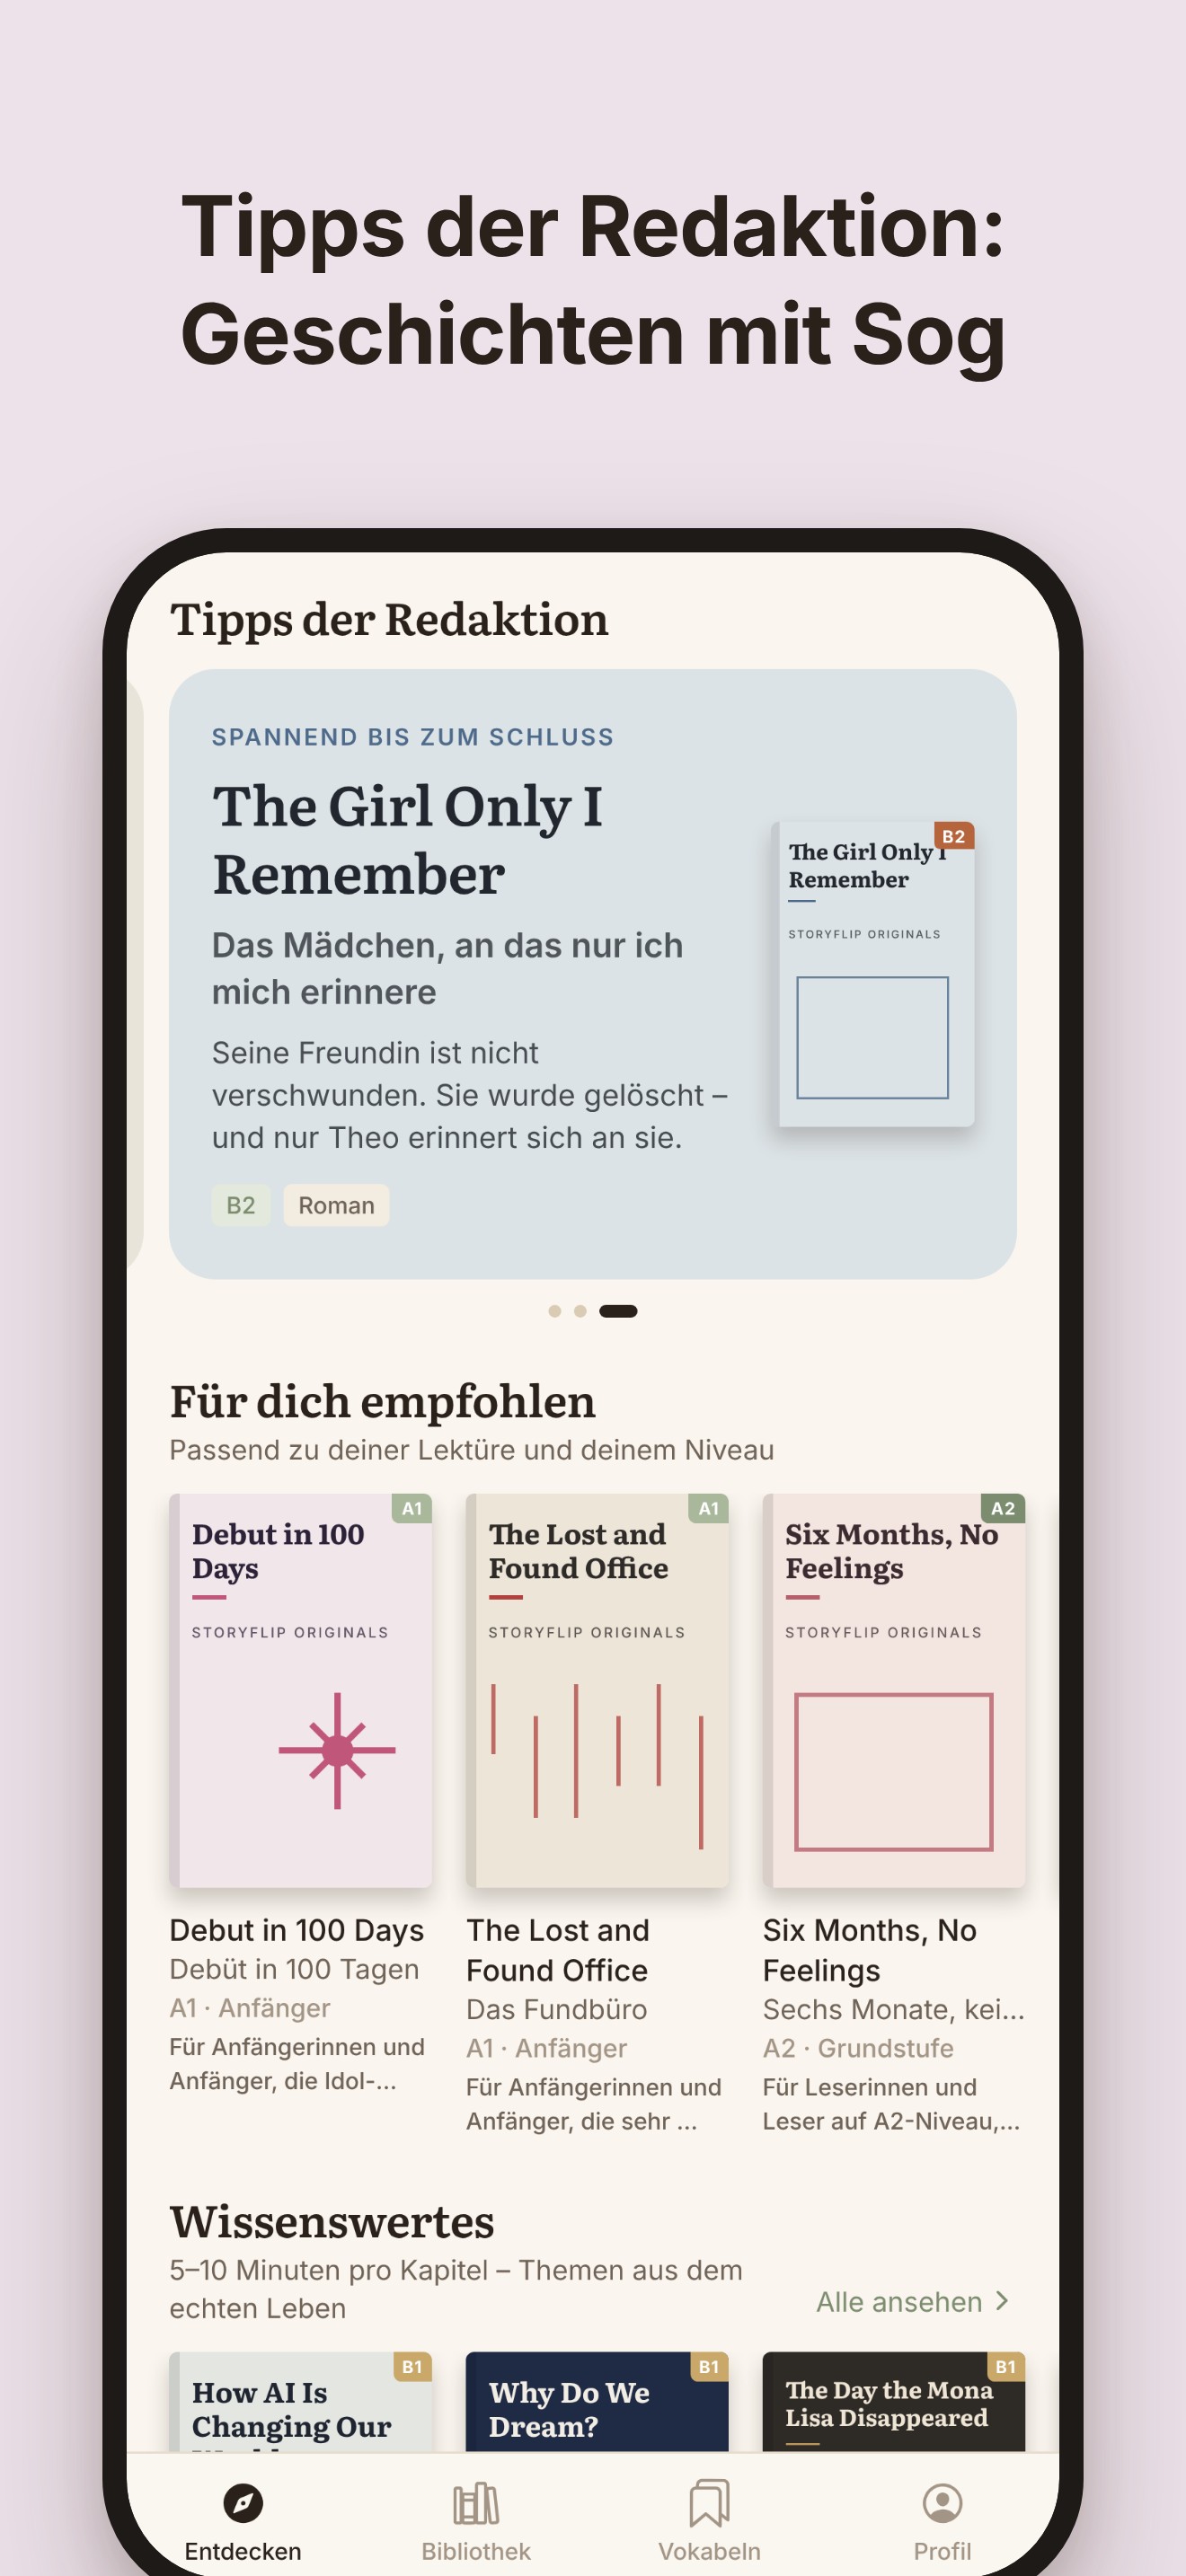 Tipps der Redaktion:
Geschichten mit Sog
Tipps der Redaktion
SPANNEND BIS ZUM SCHLUSS
The Girl Only I
Remember
Das Mädchen, an das nur ich
mich erinnere
Seine Freundin ist nicht
verschwunden. Sie wurde gelöscht –
und nur Theo erinnert sich an sie.
B2
Roman
B2
The Girl Only I
Remember
STORYFLIP ORIGINALS
Für dich empfohlen
Passend zu deiner Lektüre und deinem Niveau
A1
Debut in 100
Days
STORYFLIP ORIGINALS
Debut in 100 Days
Debüt in 100 Tagen
A1 · Anfänger
Für Anfängerinnen und
Anfänger, die Idol-...
A1
The Lost and
Found Office
STORYFLIP ORIGINALS
The Lost and
Found Office
Das Fundbüro
A1 · Anfänger
Für Anfängerinnen und
Anfänger, die sehr ...
A2
Six Months, No
Feelings
STORYFLIP ORIGINALS
Six Months, No
Feelings
Sechs Monate, kei...
A2 · Grundstufe
Für Leserinnen und
Leser auf A2-Niveau,...
Wissenswertes
5–10 Minuten pro Kapitel – Themen aus dem
echten Leben
Alle ansehen
B1
How AI Is
Changing Our
B1
Why Do We
Dream?
B1
The Day the Mona
Lisa Disappeared
Entdecken
Bibliothek
Vokabeln
Profil